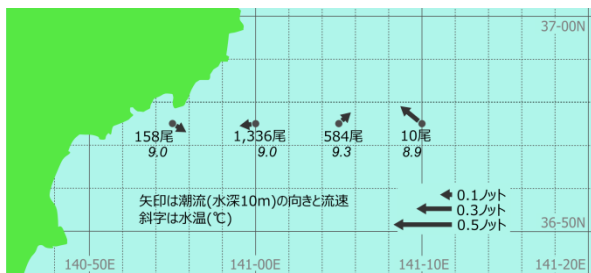 37-00N
158尾 1,336尾 584尾 10尾
9.0 9.0 9.3 8.9
矢印は潮流(水深10m)の向きと流速
斜字は水温(℃)
0.1ノット
0.3ノット
0.5ノット
36-50N
140-50E 141-00E 141-10E 141-20E